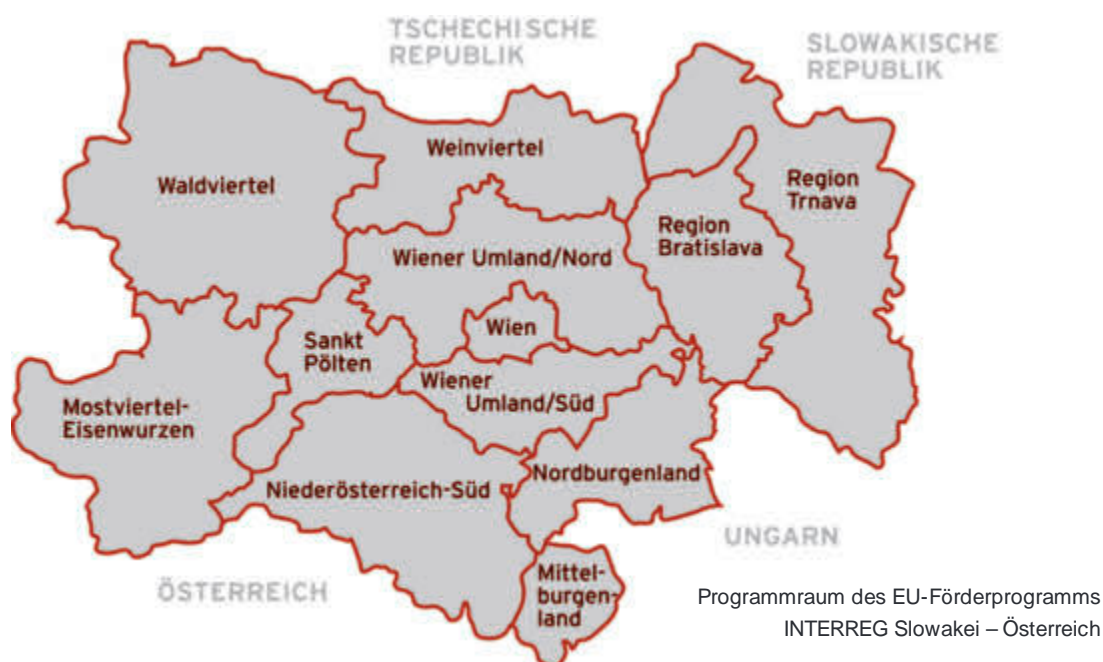 TSCHECHISCHE
REPUBLIK
SLOWAKISCHE
REPUBLIK
Weinviertel
Waldviertel
Region
Trnava
Region
Bratislava
Wiener Umland/Nord
Wien
Sankt
Pölten
Wiener
Umland/Süd
Mostviertel-
Eisenwurzen
Nordburgenland
Niederösterreich-Süd
UNGARN
ÖSTERREICH
Mittel-
burgen-
land
Programmraum des EU-Förderprogramms
INTERREG Slowakei – Österreich